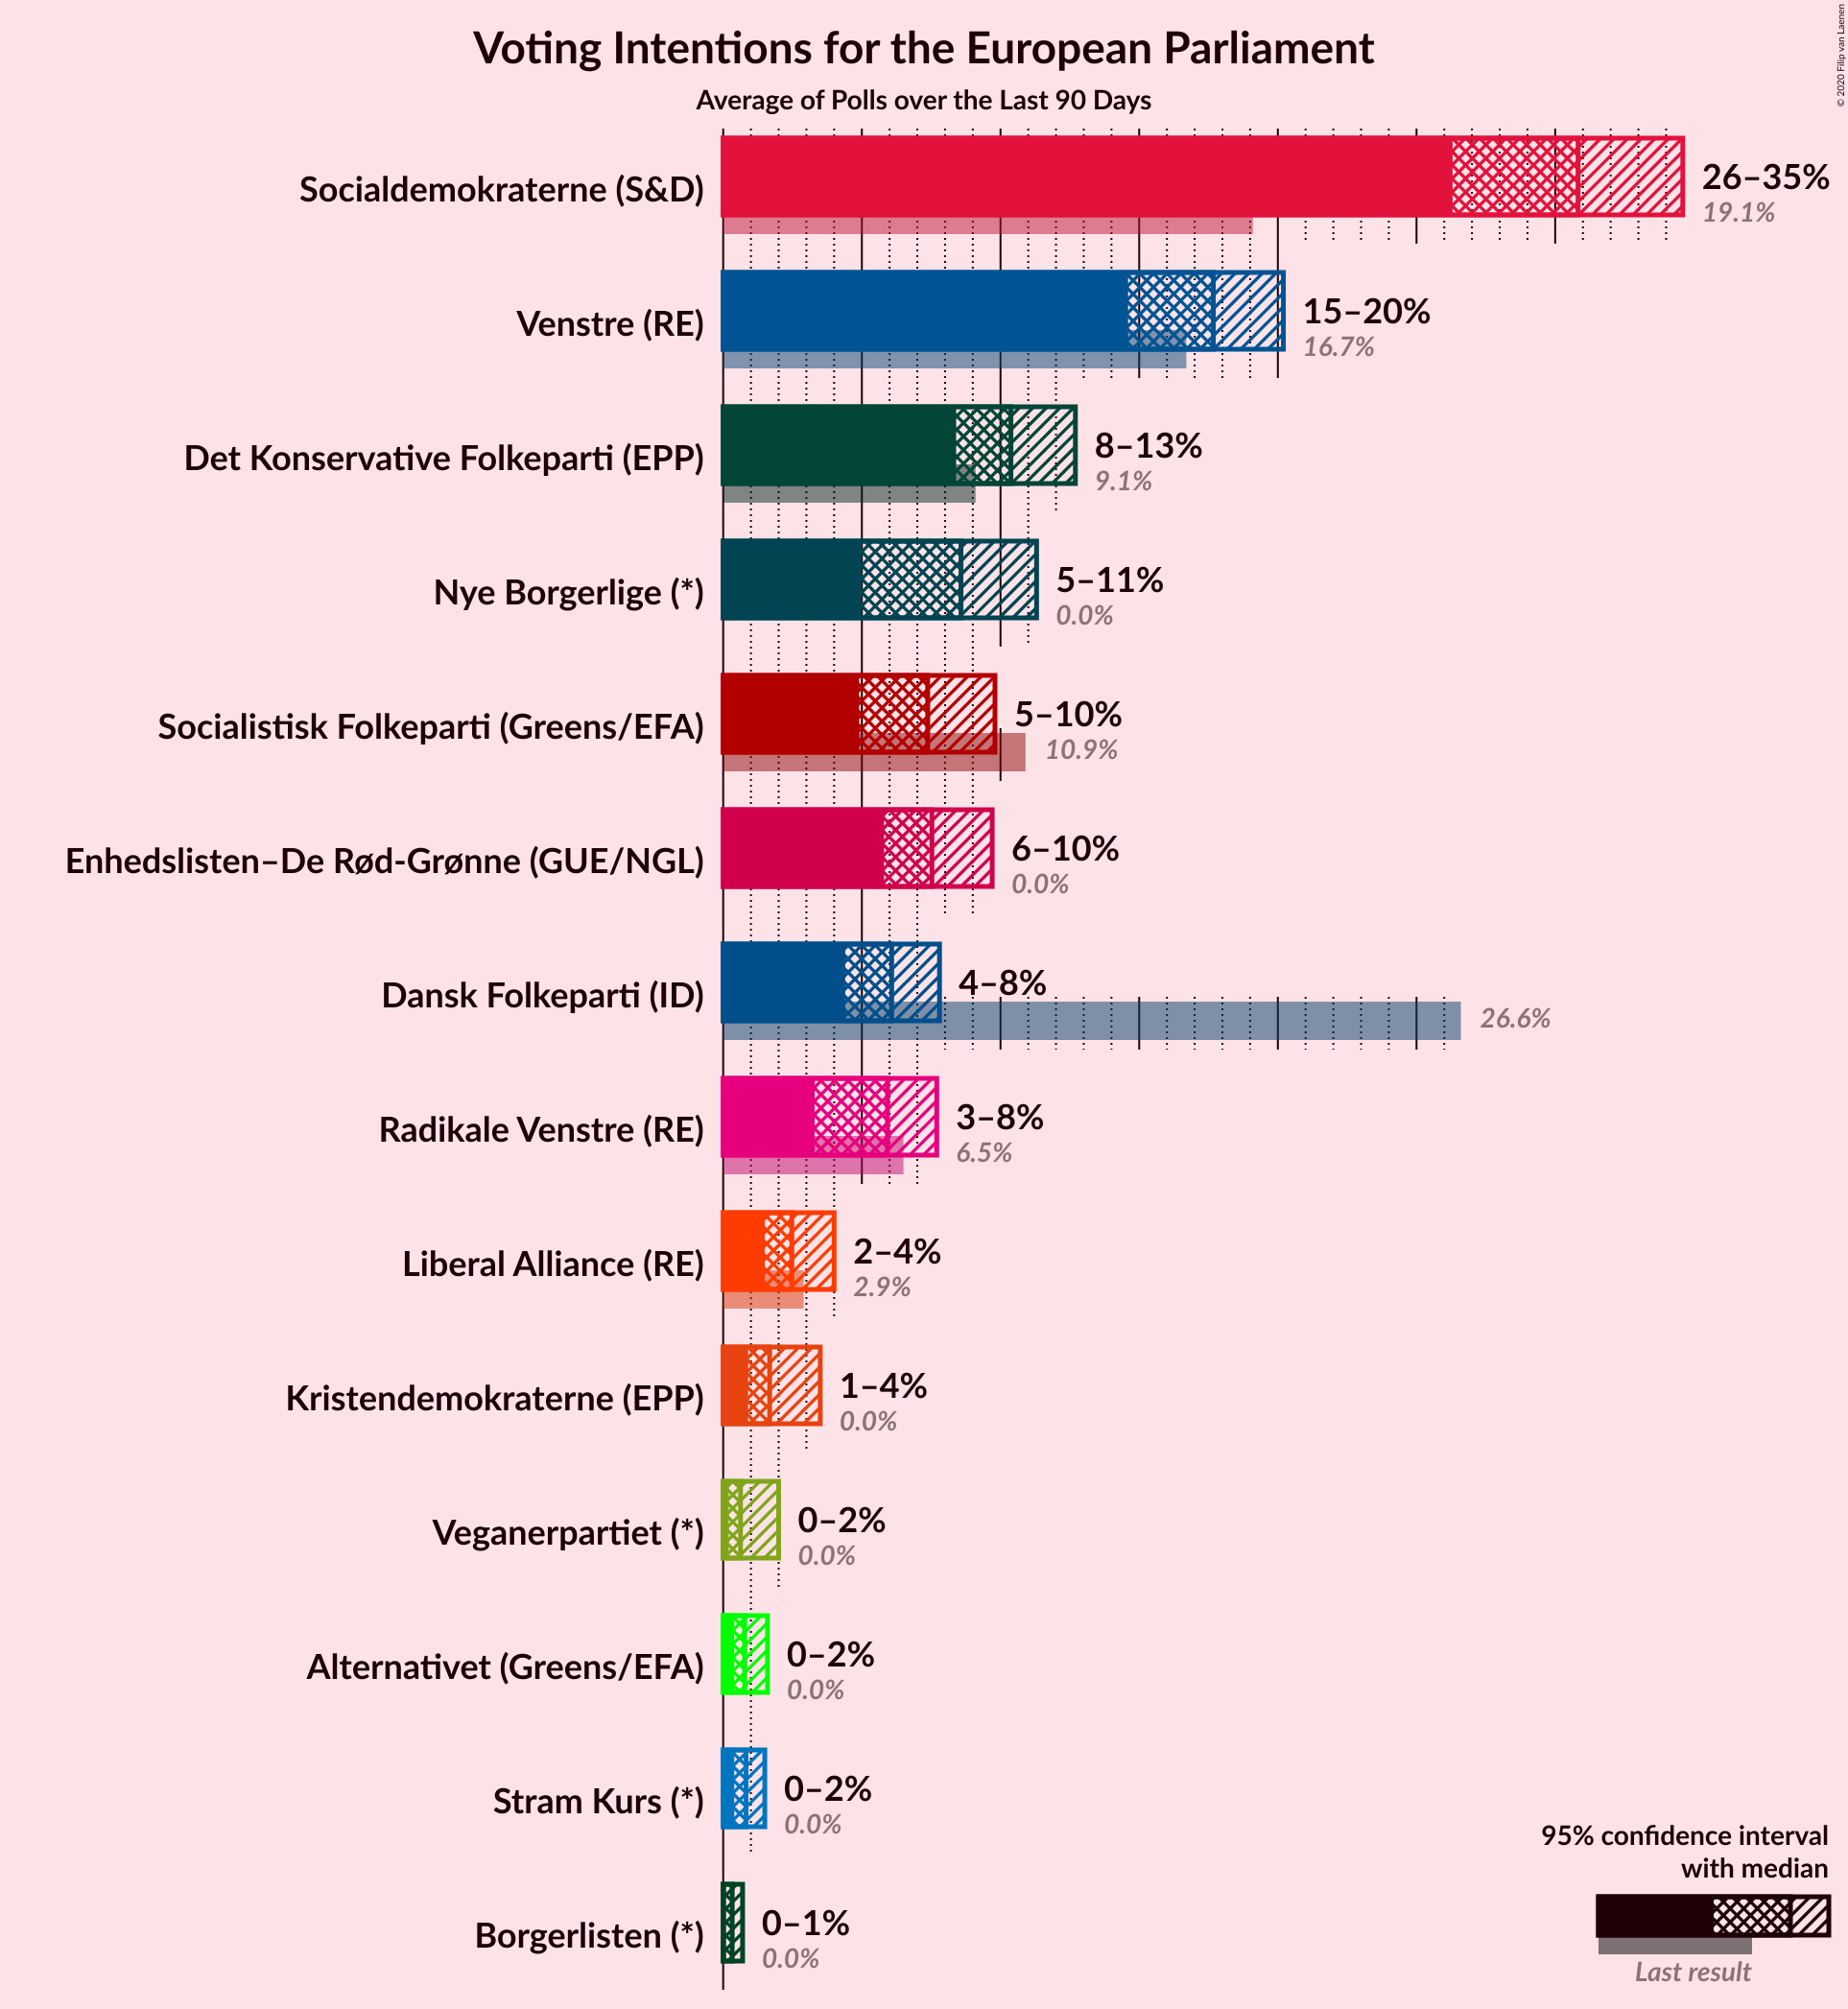 © 2020 Filip van Laenen
Voting Intentions for the European Parliament
Average of Polls over the Last 90 Days
Socialdemokraterne (S&D)
26–35%
19.1%
Venstre (RE)
15–20%
16.7%
Det Konservative Folkeparti (EPP)
8–13%
9.1%
Nye Borgerlige (*)
5–11%
0.0%
Socialistisk Folkeparti (Greens/EFA)
5–10%
10.9%
Enhedslisten–De Rød-Grønne (GUE/NGL)
6–10%
0.0%
Dansk Folkeparti (ID)
4–8%
26.6%
Radikale Venstre (RE)
3–8%
6.5%
Liberal Alliance (RE)
2–4%
2.9%
Kristendemokraterne (EPP)
1–4%
0.0%
Veganerpartiet (*)
0–2%
0.0%
Alternativet (Greens/EFA)
0–2%
0.0%
Stram Kurs (*)
0–2%
0.0%
Borgerlisten (*)
0–1%
0.0%
95% confidence interval
with median
Last result